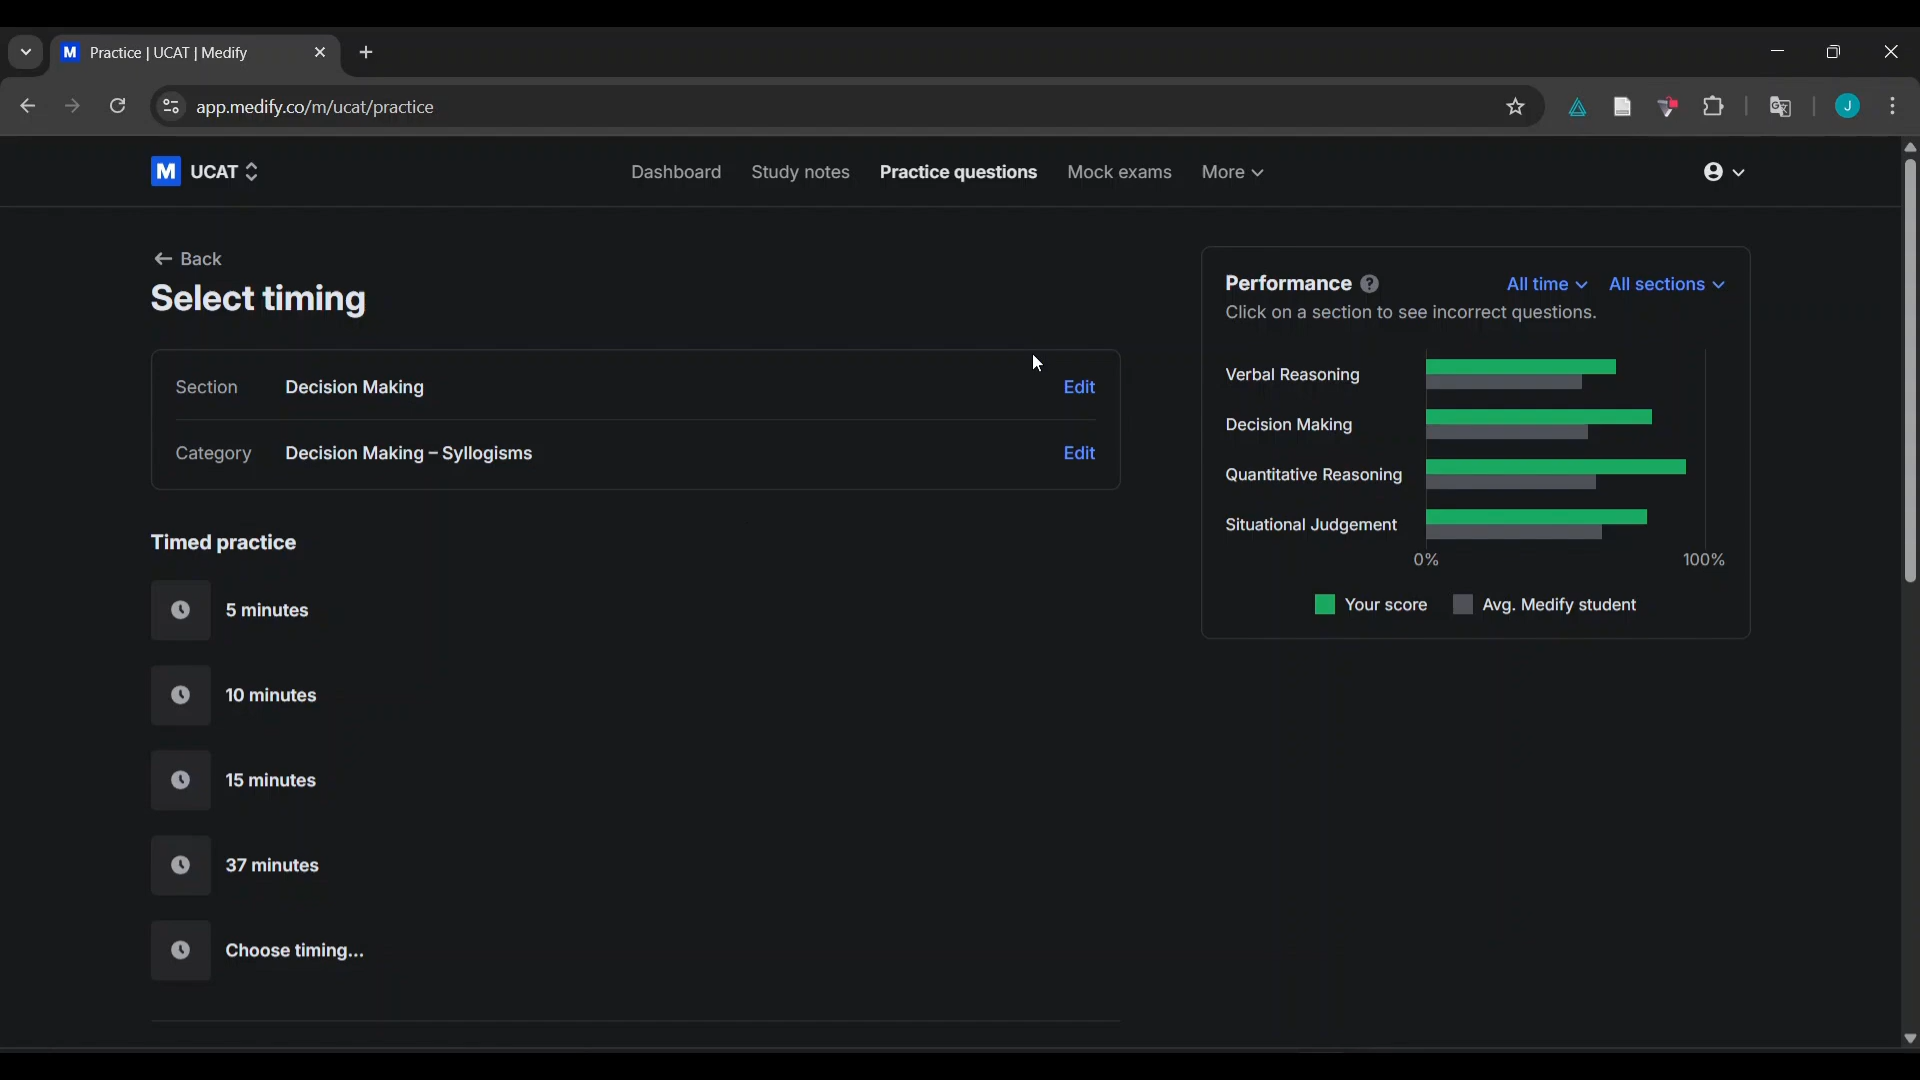 M Practice | UCAT | Medify
app.medify.co/m/ucat/practice
J
M UCAT
Dashboard Study notes Practice questions Mock exams More
Back
Select timing
Section Decision Making Edit
Category Decision Making – Syllogisms Edit
Timed practice
5 minutes
10 minutes
15 minutes
37 minutes
Choose timing...
Performance ? All time All sections
Click on a section to see incorrect questions.
Verbal Reasoning
Decision Making
Quantitative Reasoning
Situational Judgement
0% 100%
Your score Avg. Medify student